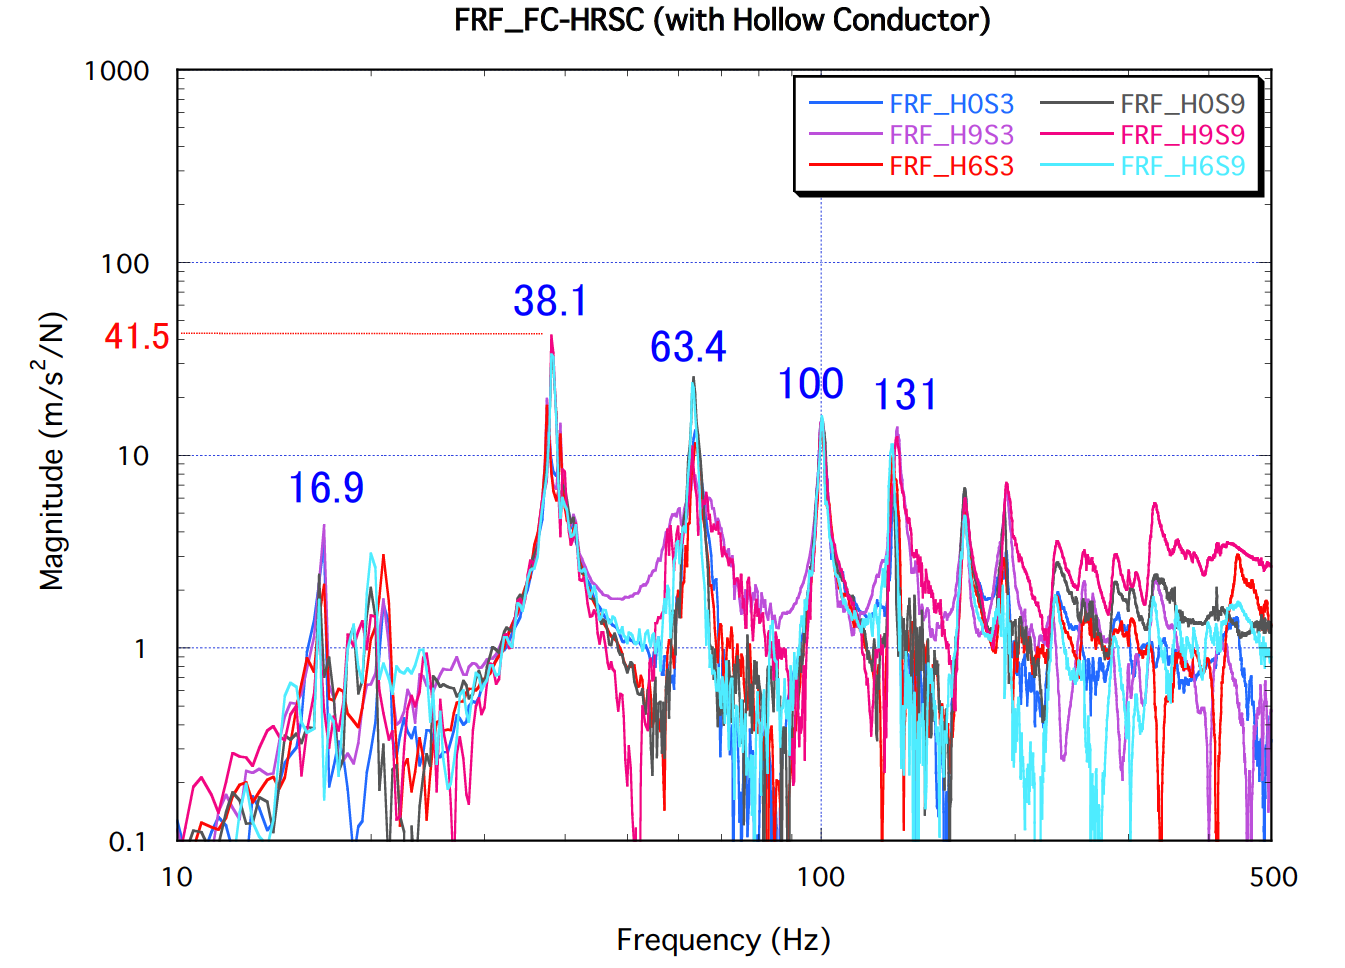 FRF_FC-HRSC (with Hollow Conductor)
1000
FRF_H0S3 FRF_H0S9
FRF_H9S3 FRF_H9S9
FRF_H6S3 FRF_H6S9
100
38.1
41.5
63.4
100
131
10
16.9
1
0.1
Magnitude (m/s²/N)
10 100 500
Frequency (Hz)